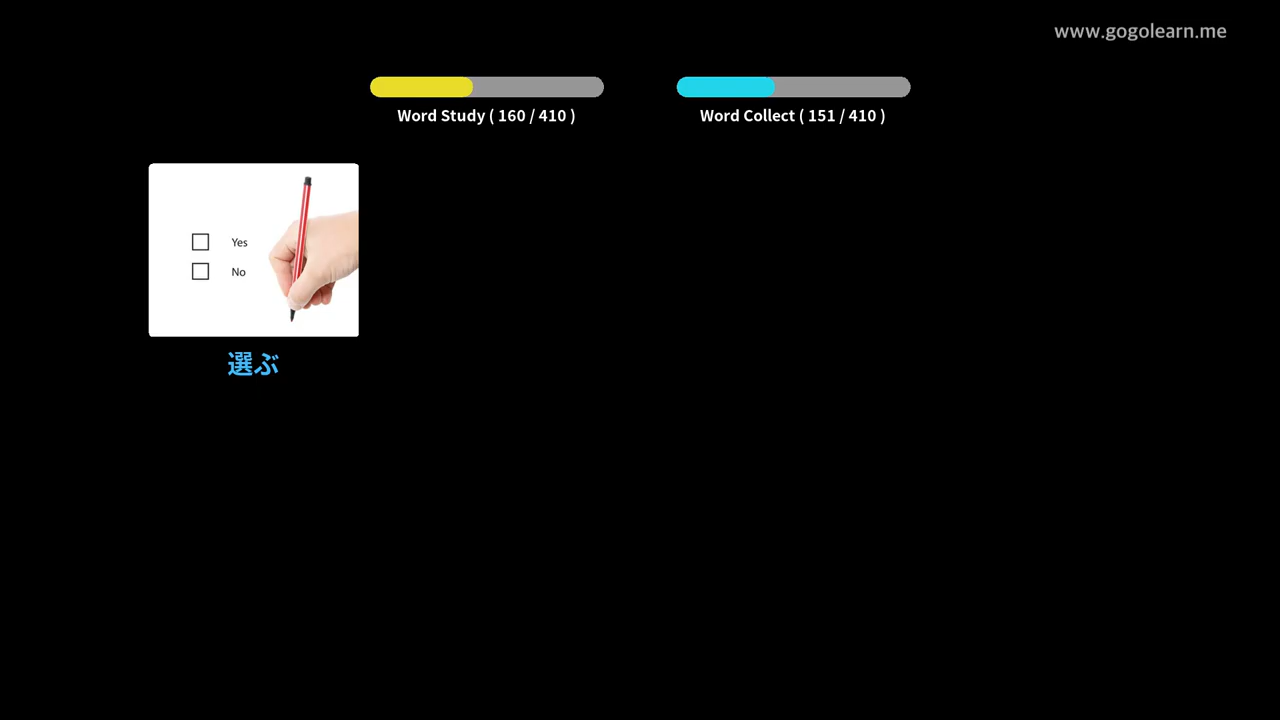 www.gogolearn.me
Word Study ( 160 / 410 )
Word Collect ( 151 / 410 )
Yes
No
選ぶ